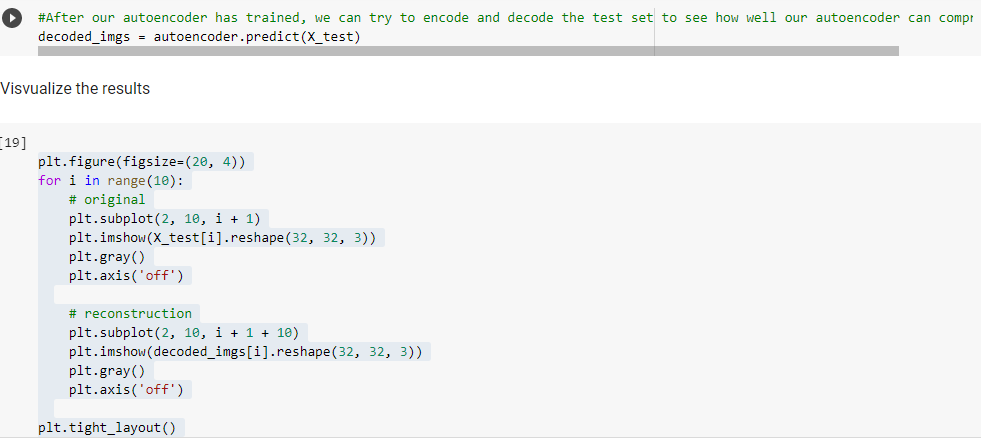 #After our autoencoder has trained, we can try to encode and decode the test set to see how well our autoencoder can compr
decoded_imgs = autoencoder.predict(X_test)
Visvualize the results
[19]
plt.figure(figsize=(20, 4))
for i in range(10):
    # original
    plt.subplot(2, 10, i + 1)
    plt.imshow(X_test[i].reshape(32, 32, 3))
    plt.gray()
    plt.axis('off')
    # reconstruction
    plt.subplot(2, 10, i + 1 + 10)
    plt.imshow(decoded_imgs[i].reshape(32, 32, 3))
    plt.gray()
    plt.axis('off')
plt.tight_layout()